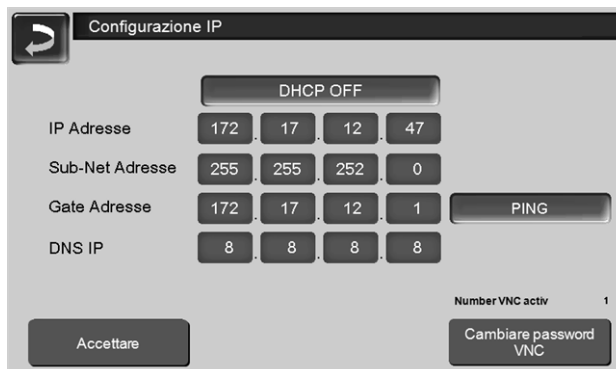 Configurazione IP
DHCP OFF
IP Adresse 172 . 17 . 12 . 47
Sub-Net Adresse 255 . 255 . 252 . 0
Gate Adresse 172 . 17 . 12 . 1 PING
DNS IP 8 . 8 . 8 . 8
Number VNC activ 1
Accettare
Cambiare password
VNC